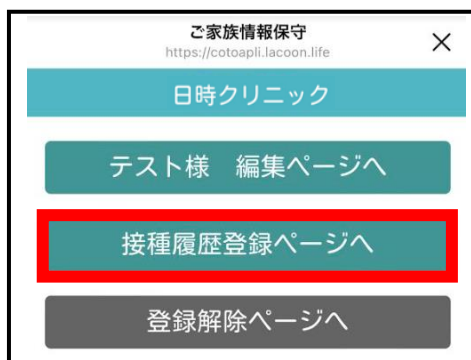 ご家族情報保守
https://cotoapli.lacoon.life
日時クリニック
テスト様　編集ページへ
接種履歴登録ページへ
登録解除ページへ